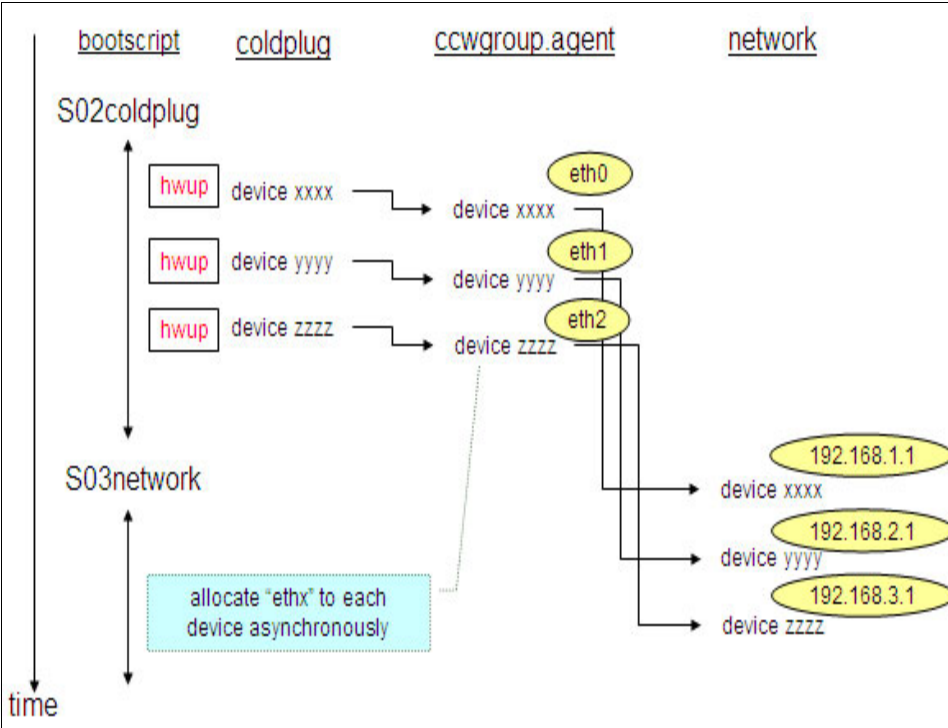 bootscript coldplug ccwgroup.agent network
S02coldplug
eth0
hwup device xxxx device xxxx
eth1
hwup device yyyy device yyyy
eth2
hwup device zzzz device zzzz
192.168.1.1
S03network
device xxxx
192.168.2.1
device yyyy
192.168.3.1
allocate “ethx” to each
device asynchronously
device zzzz
time